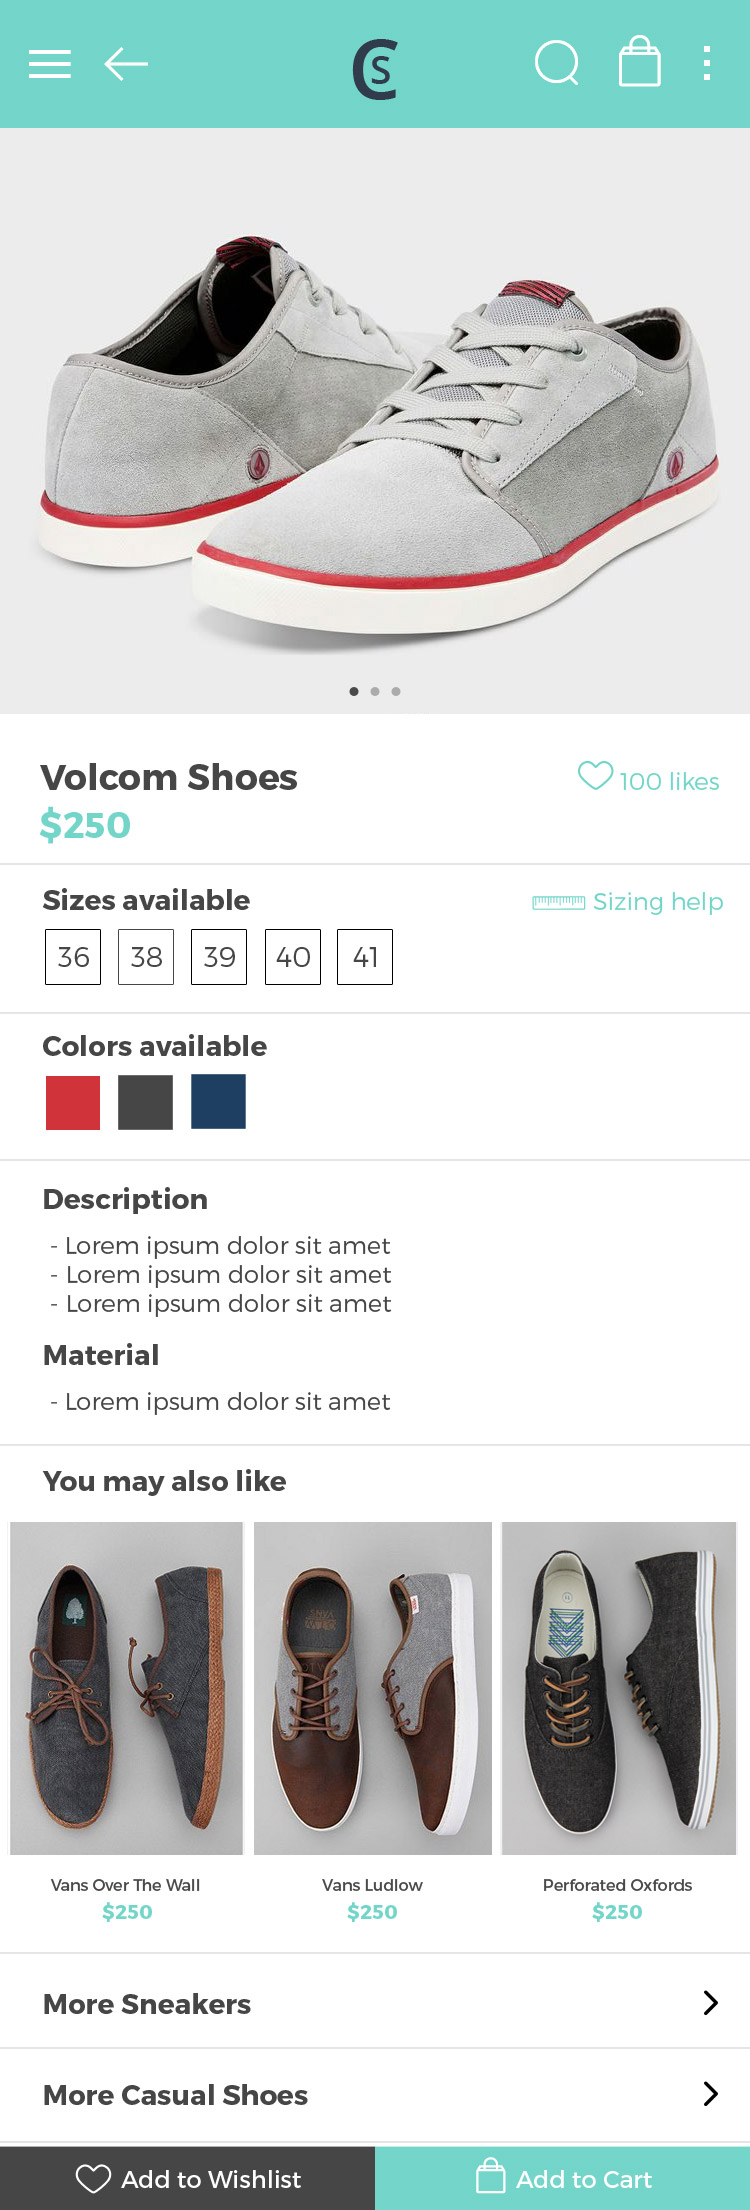 CS
Volcom Shoes
100 likes
$250
Sizes available
Sizing help
36 38 39 40 41
Colors available
Description
- Lorem ipsum dolor sit amet
- Lorem ipsum dolor sit amet
- Lorem ipsum dolor sit amet
Material
- Lorem ipsum dolor sit amet
You may also like
Vans Over The Wall
$250
Vans Ludlow
$250
Perforated Oxfords
$250
More Sneakers
More Casual Shoes
Add to Wishlist
Add to Cart